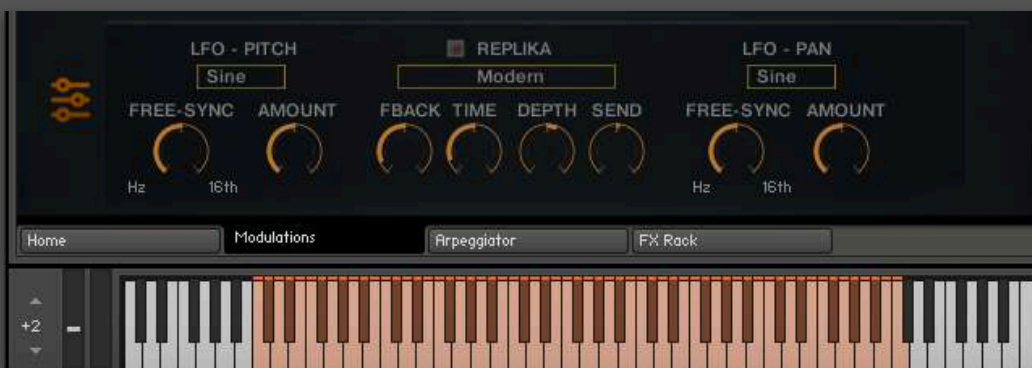 LFO - PITCH
REPLIKA
LFO - PAN
Sine
Modern
Sine
FREE-SYNC AMOUNT
FBACK TIME DEPTH SEND
FREE-SYNC AMOUNT
Hz 16th
Hz 16th
Home
Modulations
Arpeggiator
FX Rack
+2